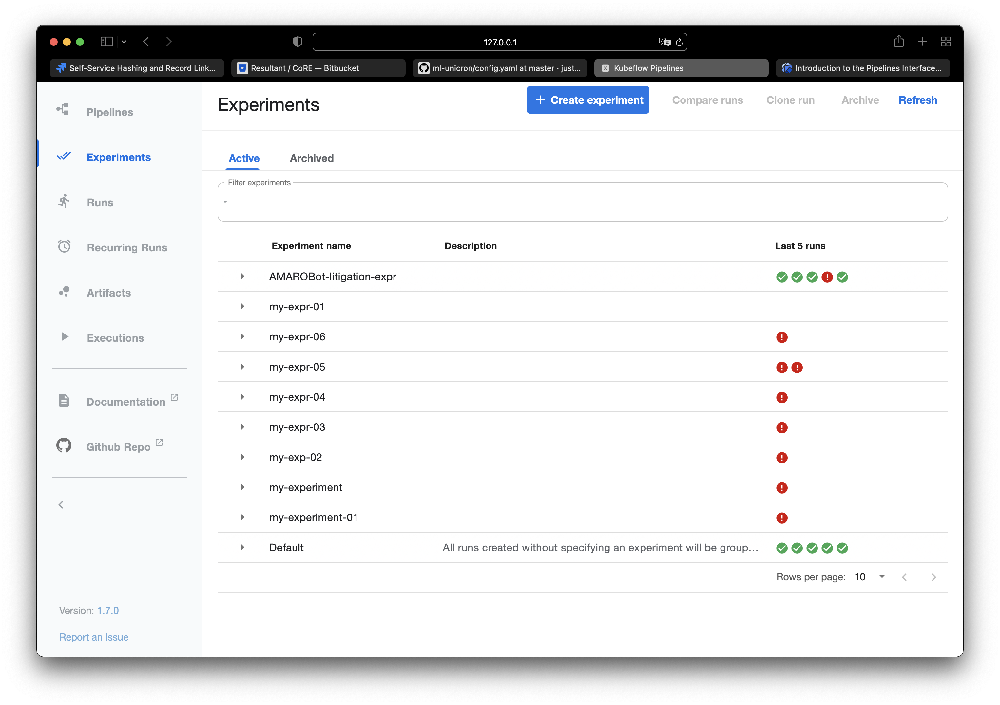 127.0.0.1
Self-Service Hashing and Record Link...
Resultant / CoRE — Bitbucket
ml-unicron/config.yaml at master · just...
Kubeflow Pipelines
Introduction to the Pipelines Interface...
Pipelines
Experiments
Runs
Recurring Runs
Artifacts
Executions
Documentation
Github Repo
Version: 1.7.0
Report an Issue
Experiments
+ Create experiment
Compare runs
Clone run
Archive
Refresh
Active
Archived
Filter experiments
Experiment name Description Last 5 runs
AMAROBot-litigation-expr
my-expr-01
my-expr-06
my-expr-05
my-expr-04
my-expr-03
my-exp-02
my-experiment
my-experiment-01
Default All runs created without specifying an experiment will be group...
Rows per page: 10